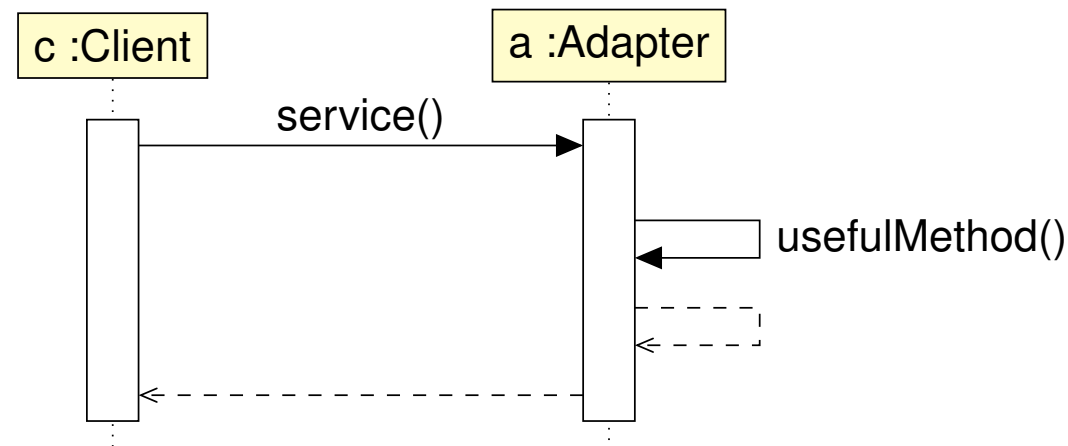 c :Client
a :Adapter
service()
usefulMethod()